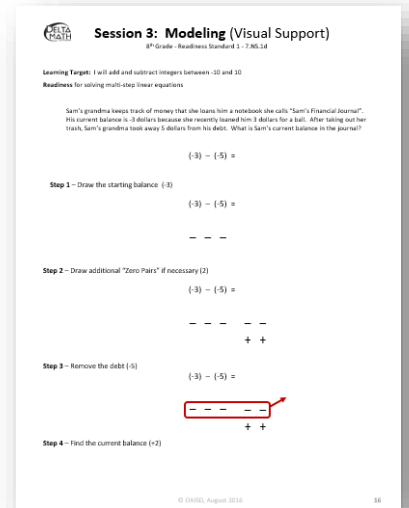 DELTA
MATH
Session 3: Modeling (Visual Support)
8th Grade - Readiness Standard 1 - 7.NS.1d
Learning Target: I will add and subtract integers between -10 and 10
Readiness for solving multi-step linear equations
Sam's grandma keeps track of money that she loans him a notebook she calls "Sam's Financial Journal".
His current balance is -3 dollars because she recently loaned him 3 dollars for a ball. After taking out her
trash, Sam's grandma took away 5 dollars from his debt. What is Sam's current balance in the journal?
(-3) – (-5) =
Step 1 – Draw the starting balance (-3)
(-3) – (-5) =
– – –
Step 2 – Draw additional "Zero Pairs" if necessary (2)
(-3) – (-5) =
– – – – –
+ +
Step 3 – Remove the debt (-5)
(-3) – (-5) =
– – – – –
+ +
Step 4 – Find the current balance (+2)
© OAISD, August 2016
16